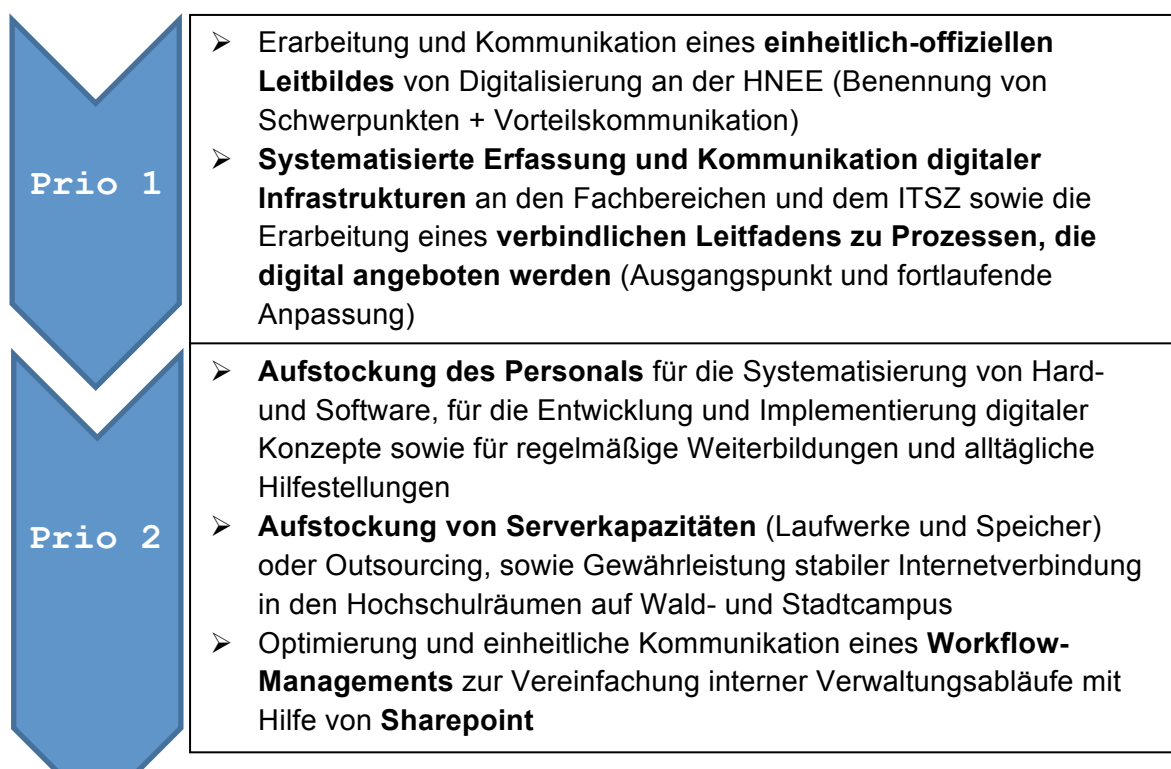 Prio 1
➢ Erarbeitung und Kommunikation eines einheitlich-offiziellen
Leitbildes von Digitalisierung an der HNEE (Benennung von
Schwerpunkten + Vorteilskommunikation)
➢ Systematisierte Erfassung und Kommunikation digitaler
Infrastrukturen an den Fachbereichen und dem ITSZ sowie die
Erarbeitung eines verbindlichen Leitfadens zu Prozessen, die
digital angeboten werden (Ausgangspunkt und fortlaufende
Anpassung)
Prio 2
➢ Aufstockung des Personals für die Systematisierung von Hard-
und Software, für die Entwicklung und Implementierung digitaler
Konzepte sowie für regelmäßige Weiterbildungen und alltägliche
Hilfestellungen
➢ Aufstockung von Serverkapazitäten (Laufwerke und Speicher)
oder Outsourcing, sowie Gewährleistung stabiler Internetverbindung
in den Hochschulräumen auf Wald- und Stadtcampus
➢ Optimierung und einheitliche Kommunikation eines Workflow-
Managements zur Vereinfachung interner Verwaltungsabläufe mit
Hilfe von Sharepoint